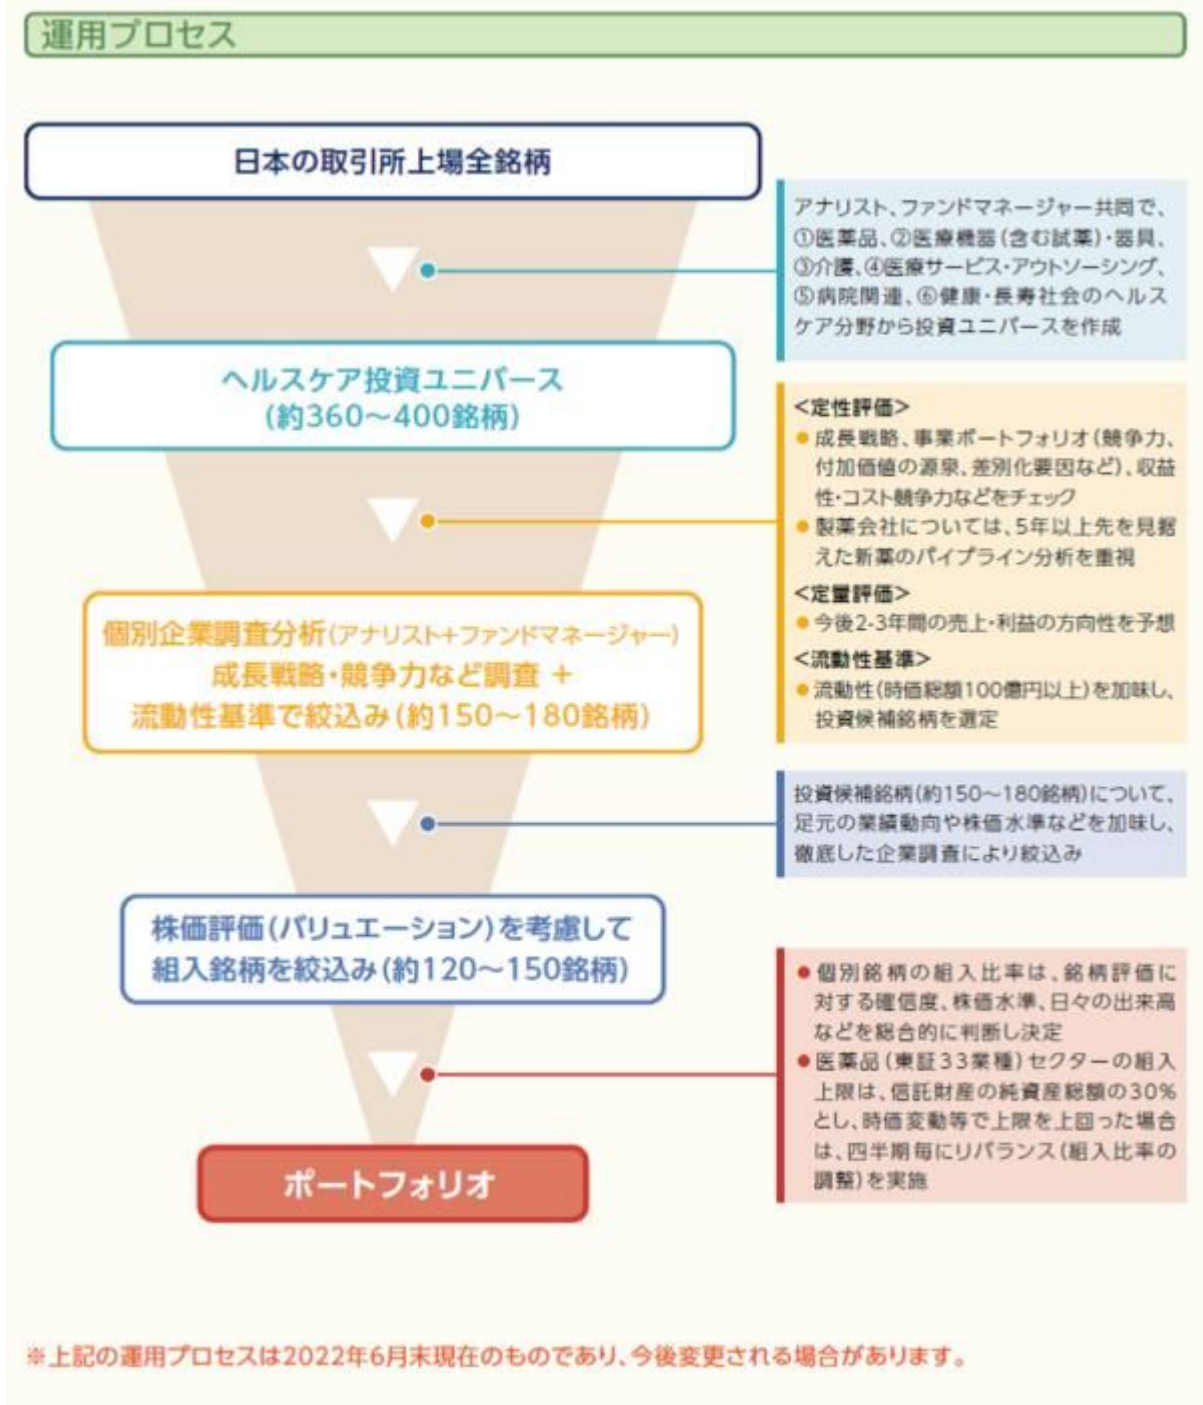 運用プロセス
日本の取引所上場全銘柄
アナリスト、ファンドマネージャー共同で、
①医薬品、②医療機器(含む試薬)・器具、
③介護、④医療サービス・アウトソーシング、
⑤病院関連、⑥健康・長寿社会のヘルス
ケア分野から投資ユニバースを作成
ヘルスケア投資ユニバース
(約360～400銘柄)
<定性評価>
●成長戦略、事業ポートフォリオ(競争力、
付加価値の源泉、差別化要因など)、収益
性・コスト競争力などをチェック
●製薬会社については、5年以上先を見据
えた新薬のパイプライン分析を重視
<定量評価>
●今後2-3年間の売上・利益の方向性を予想
<流動性基準>
●流動性(時価総額100億円以上)を加味し、
投資候補銘柄を選定
個別企業調査分析(アナリスト+ファンドマネージャー)
成長戦略・競争力など調査 +
流動性基準で絞込み(約150～180銘柄)
投資候補銘柄(約150～180銘柄)について、
足元の業績動向や株価水準などを加味し、
徹底した企業調査により絞込み
株価評価(バリュエーション)を考慮して
組入銘柄を絞込み(約120～150銘柄)
●個別銘柄の組入比率は、銘柄評価に
対する確信度、株価水準、日々の出来高
などを総合的に判断し決定
●医薬品(東証33業種)セクターの組入
上限は、信託財産の純資産総額の30%
とし、時価変動等で上限を上回った場合
は、四半期毎にリバランス(組入比率の
調整)を実施
ポートフォリオ
※上記の運用プロセスは2022年6月末現在のものであり、今後変更される場合があります。